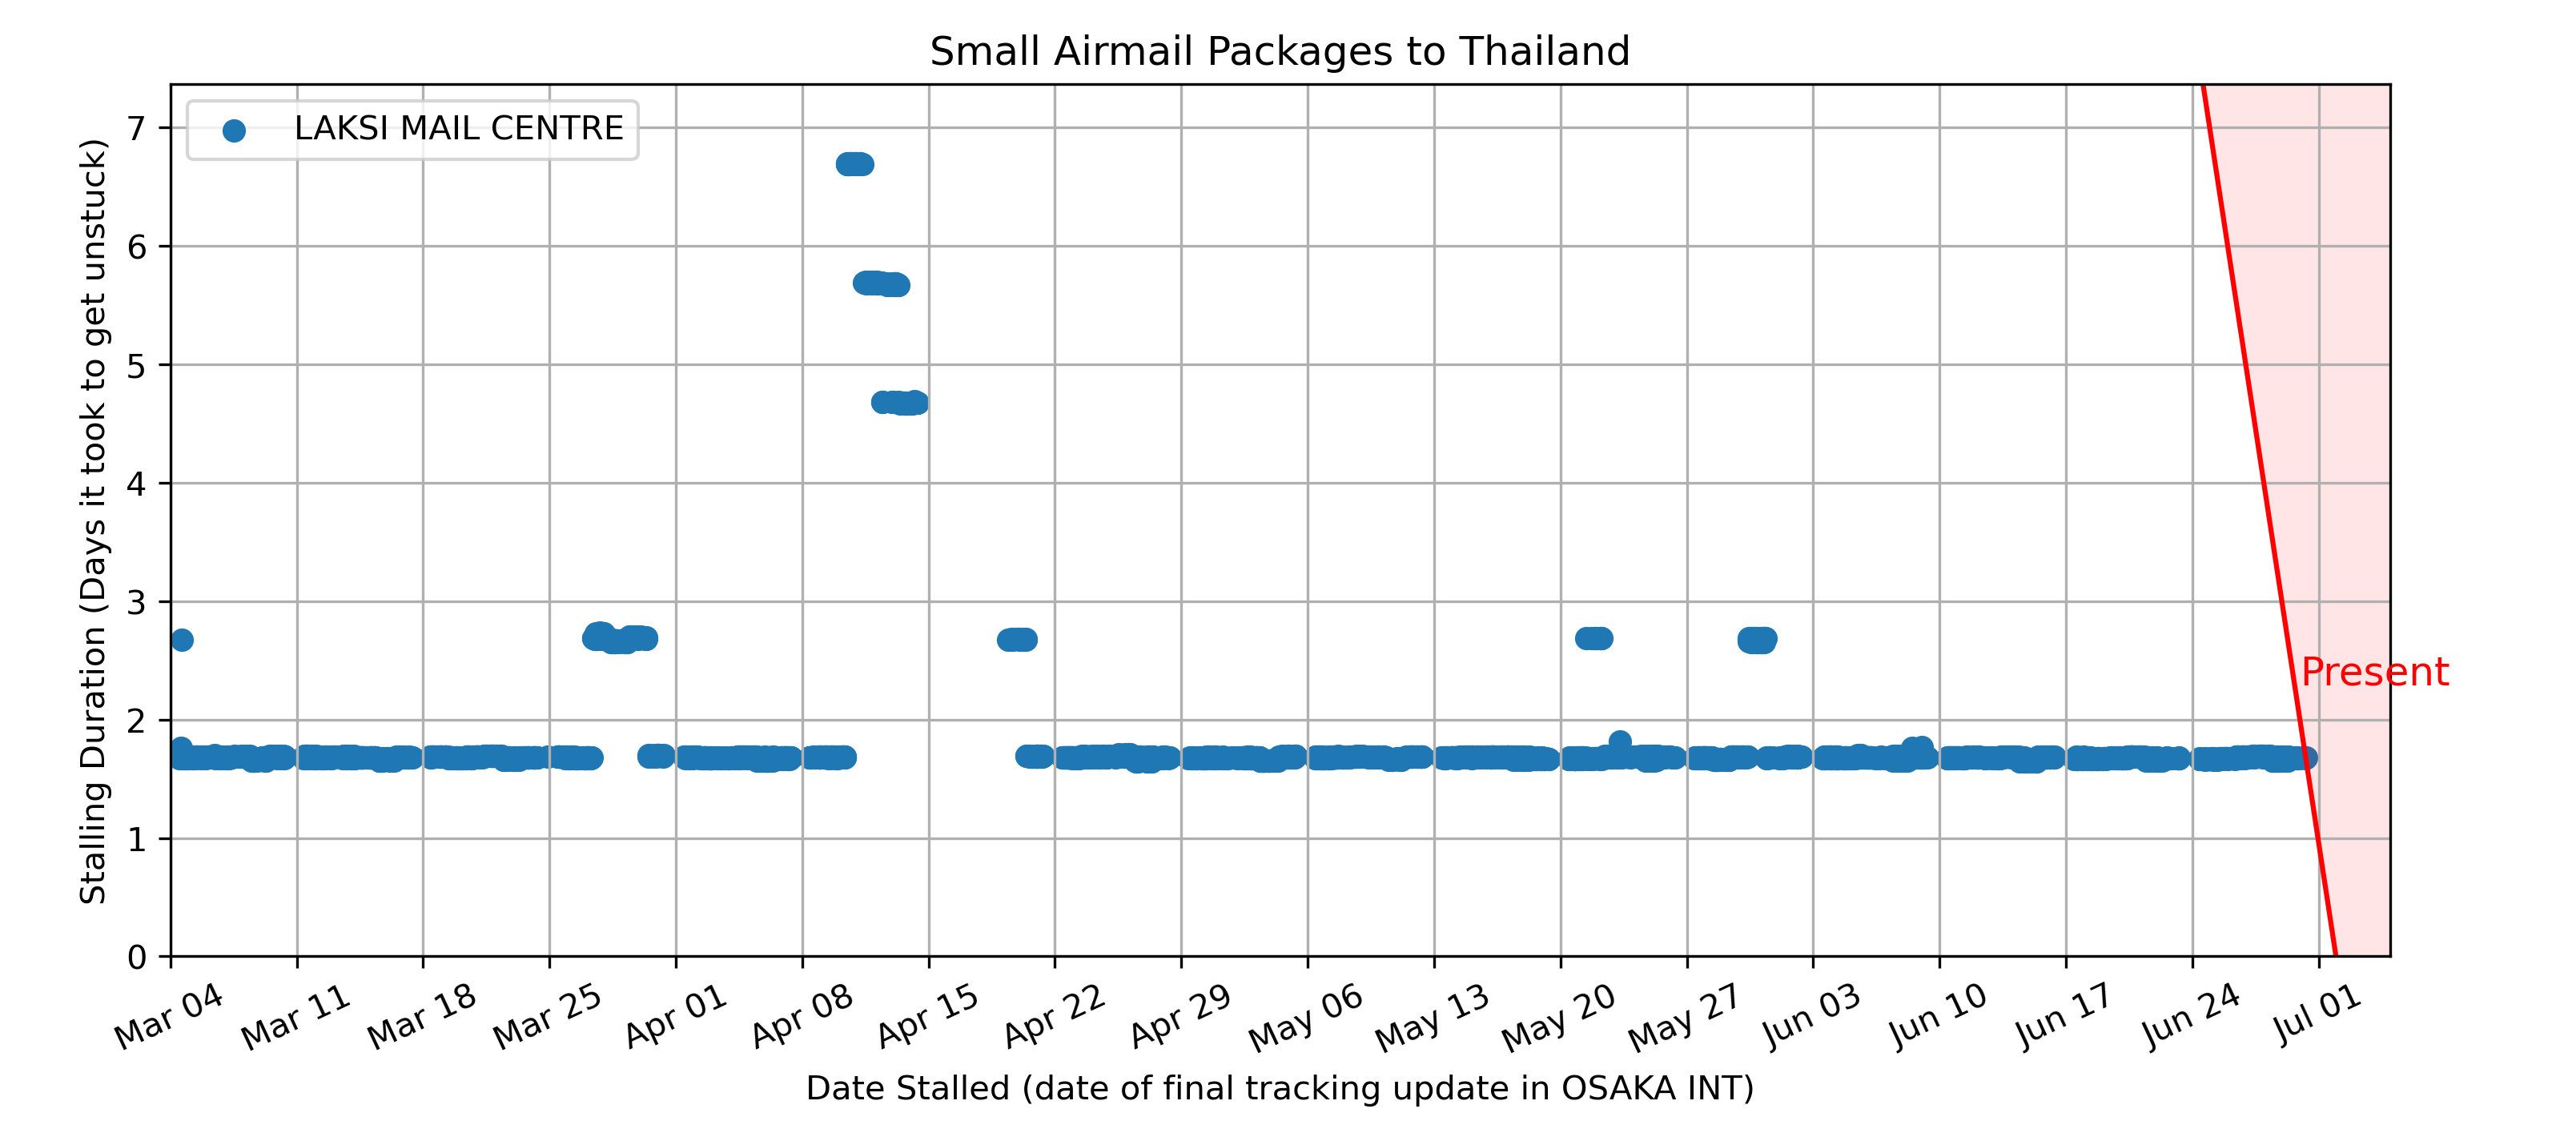 Small Airmail Packages to Thailand
LAKSI MAIL CENTRE
Stalling Duration (Days it took to get unstuck)
7
6
5
4
3
2
1
0
Present
Mar 04
Mar 11
Mar 18
Mar 25
Apr 01
Apr 08
Apr 15
Apr 22
Apr 29
May 06
May 13
May 20
May 27
Jun 03
Jun 10
Jun 17
Jun 24
Jul 01
Date Stalled (date of final tracking update in OSAKA INT)